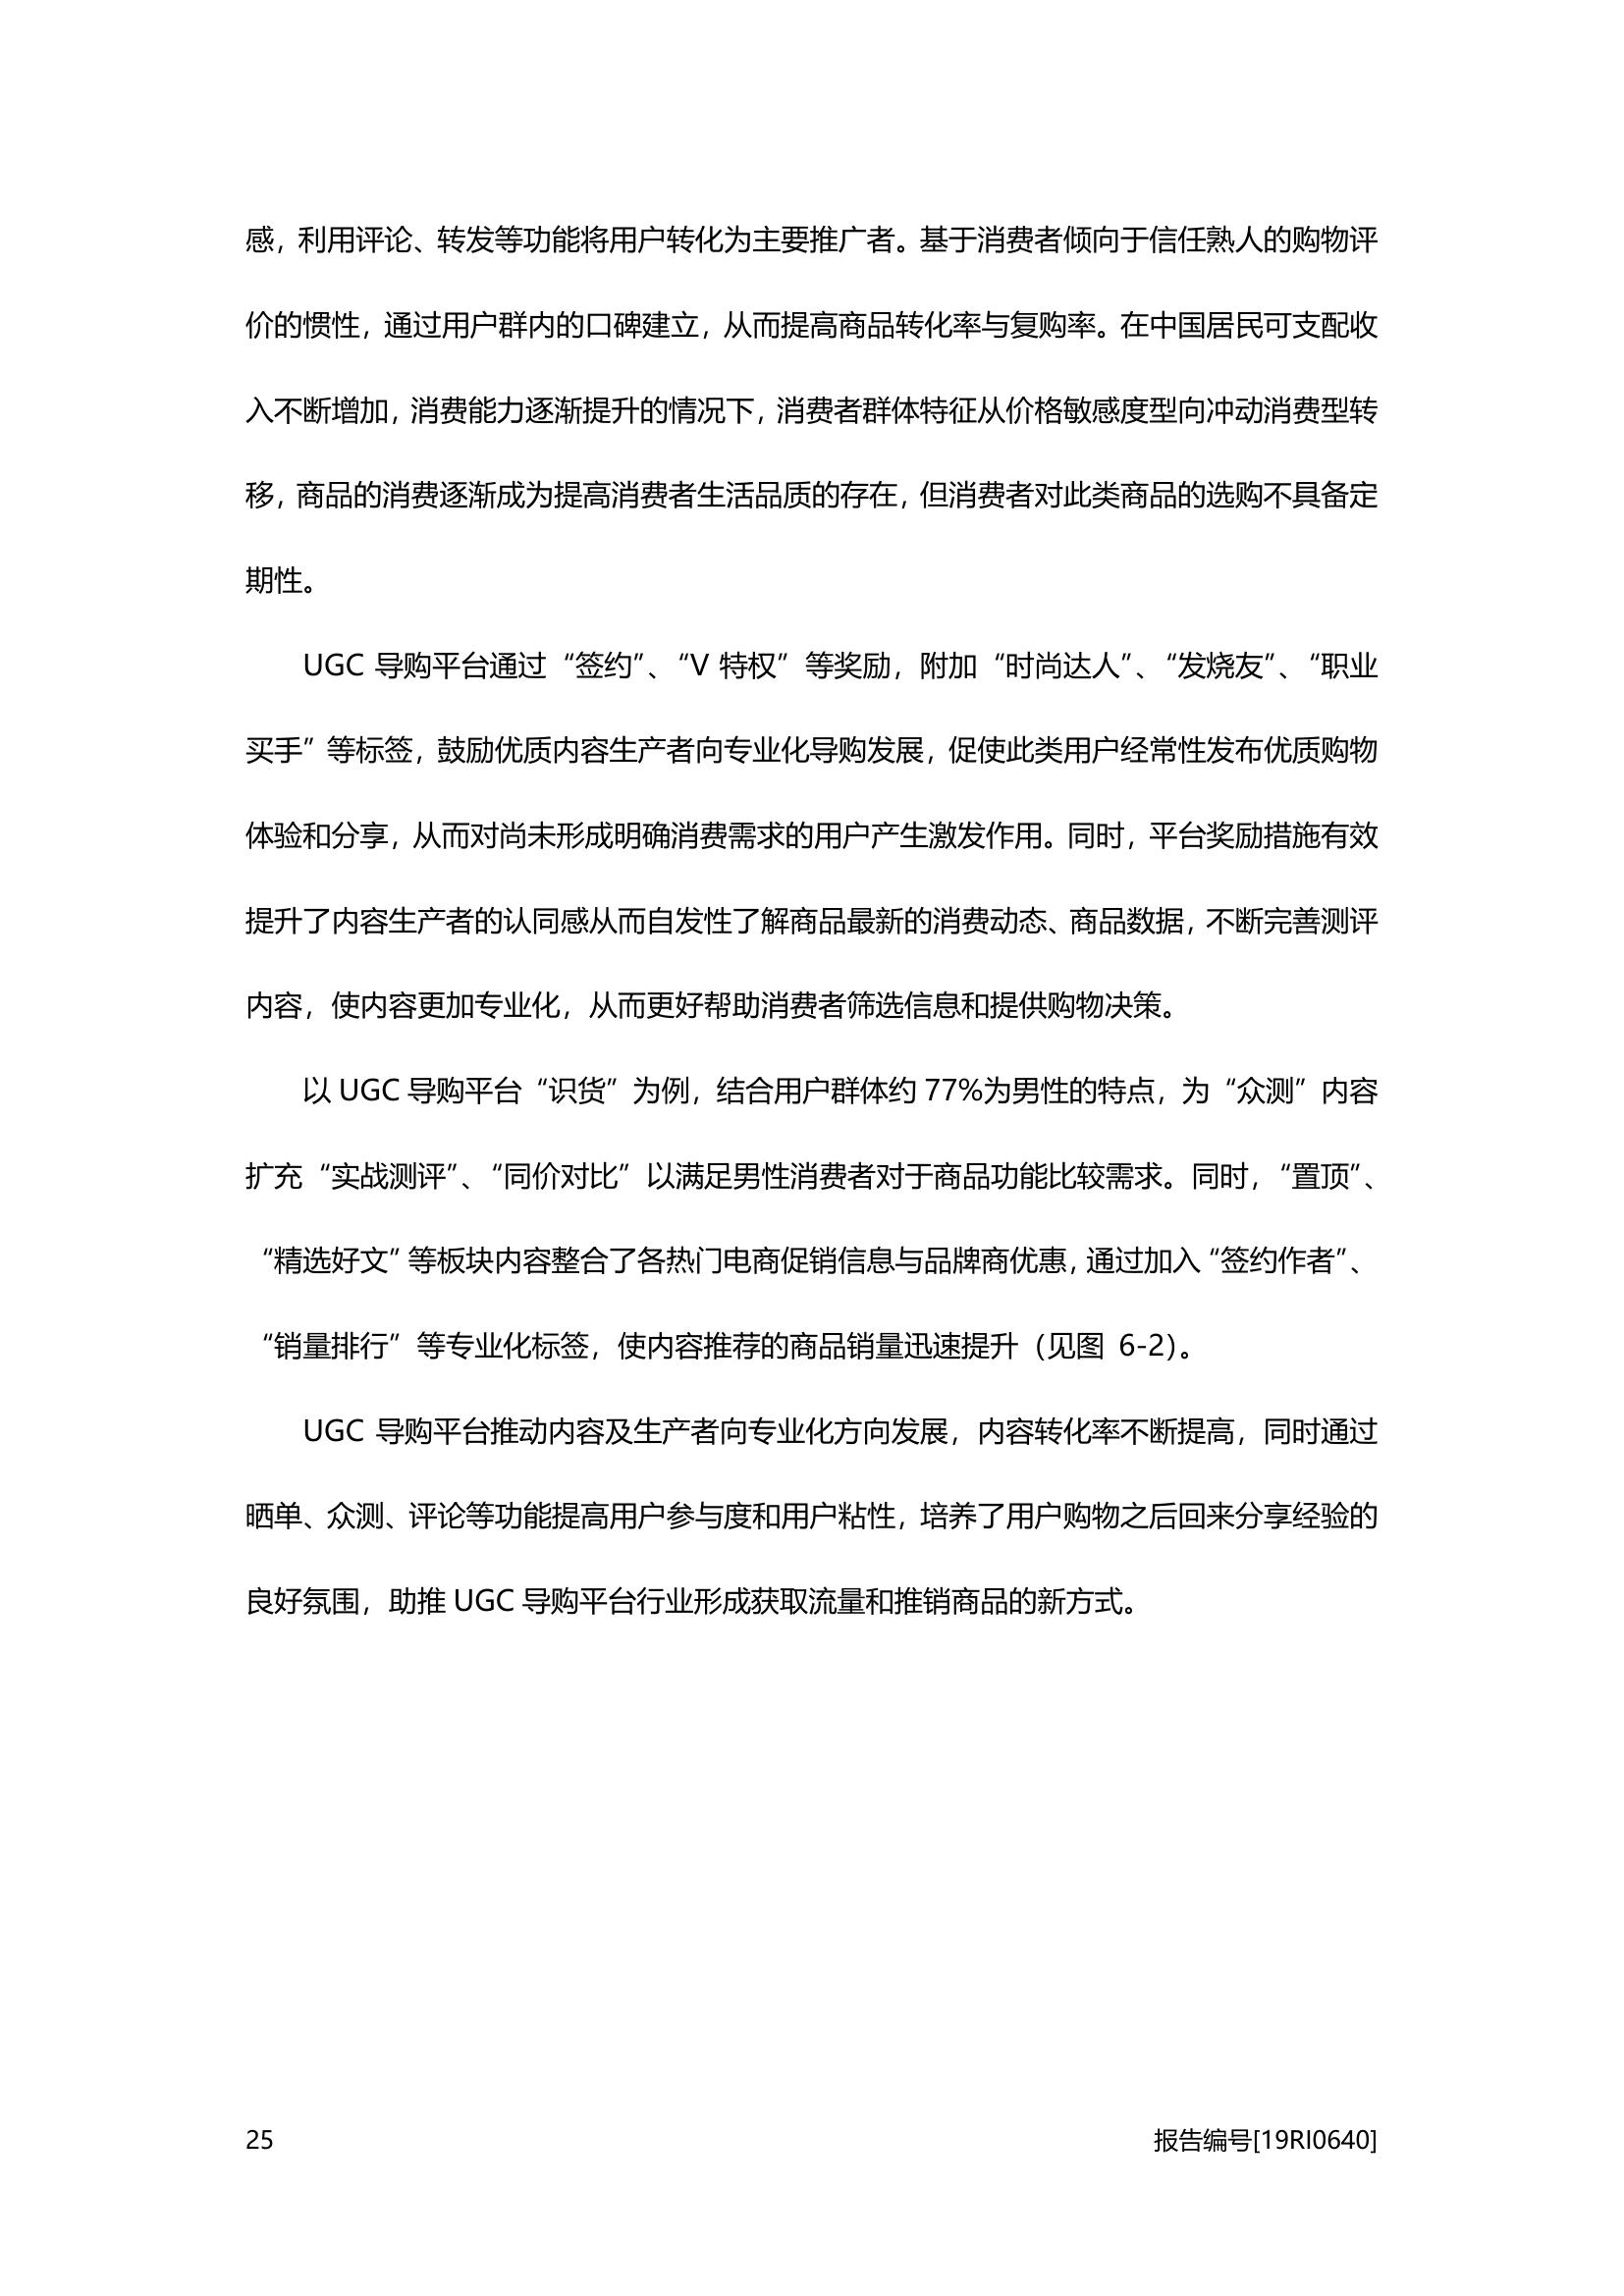 感，利用评论、转发等功能将用户转化为主要推广者。基于消费者倾向于信任熟人的购物评
价的惯性，通过用户群内的口碑建立，从而提高商品转化率与复购率。在中国居民可支配收
入不断增加，消费能力逐渐提升的情况下，消费者群体特征从价格敏感度型向冲动消费型转
移，商品的消费逐渐成为提高消费者生活品质的存在，但消费者对此类商品的选购不具备定
期性。
UGC 导购平台通过“签约”、“V 特权”等奖励，附加“时尚达人”、“发烧友”、“职业
买手”等标签，鼓励优质内容生产者向专业化导购发展，促使此类用户经常性发布优质购物
体验和分享，从而对尚未形成明确消费需求的用户产生激发作用。同时，平台奖励措施有效
提升了内容生产者的认同感从而自发性了解商品最新的消费动态、商品数据，不断完善测评
内容，使内容更加专业化，从而更好帮助消费者筛选信息和提供购物决策。
以 UGC 导购平台“识货”为例，结合用户群体约 77%为男性的特点，为“众测”内容
扩充“实战测评”、“同价对比”以满足男性消费者对于商品功能比较需求。同时，“置顶”、
“精选好文”等板块内容整合了各热门电商促销信息与品牌商优惠，通过加入“签约作者”、
“销量排行”等专业化标签，使内容推荐的商品销量迅速提升（见图 6-2）。
UGC 导购平台推动内容及生产者向专业化方向发展，内容转化率不断提高，同时通过
晒单、众测、评论等功能提高用户参与度和用户粘性，培养了用户购物之后回来分享经验的
良好氛围，助推 UGC 导购平台行业形成获取流量和推销商品的新方式。
25 报告编号[19RI0640]